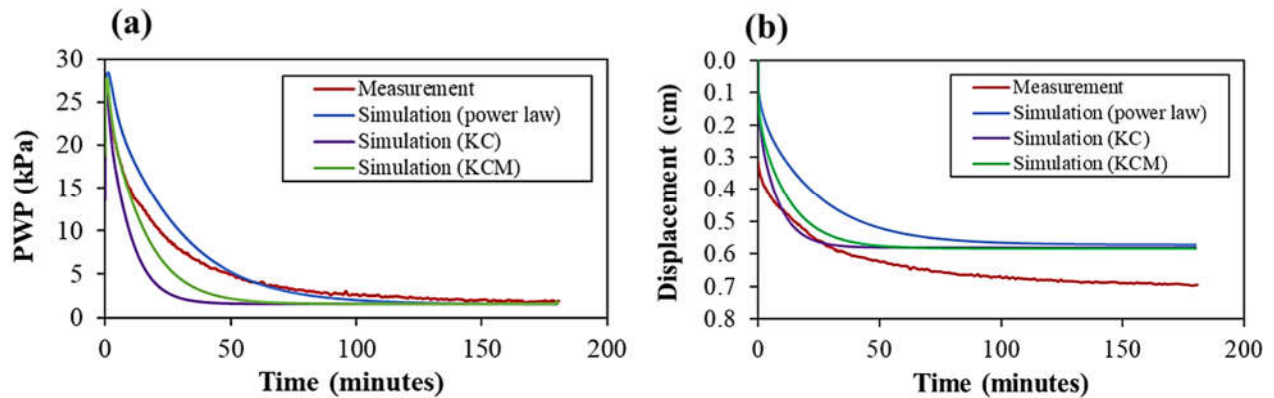 (a)
30
25
20
15
10
5
0
PWP (kPa)
Measurement
Simulation (power law)
Simulation (KC)
Simulation (KCM)
0 50 100 150 200
Time (minutes)
(b)
0.0
0.1
0.2
0.3
0.4
0.5
0.6
0.7
0.8
Displacement (cm)
Measurement
Simulation (power law)
Simulation (KC)
Simulation (KCM)
0 50 100 150 200
Time (minutes)